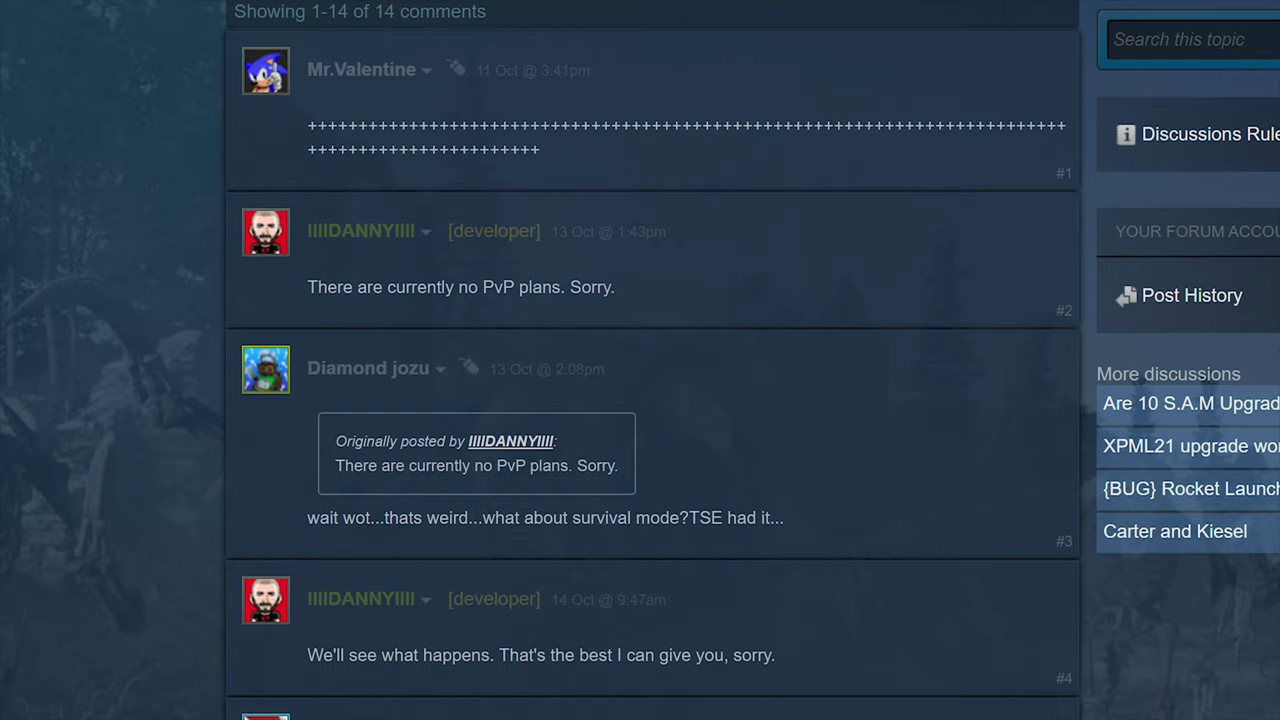 Showing 1-14 of 14 comments
Search this topic
Mr.Valentine 11 Oct @ 3:41pm
+++++++++++++++++++++++++++++++++++++++++++++++++++++++++++++++++++++++++++
+++++++++++++++++++++++
#1
Discussions Rule
IIIIDANNYIIII [developer] 13 Oct @ 1:43pm
There are currently no PvP plans. Sorry.
#2
YOUR FORUM ACCOU
Post History
Diamond jozu 13 Oct @ 2:08pm
Originally posted by IIIIDANNYIIII:
There are currently no PvP plans. Sorry.
wait wot...thats weird...what about survival mode?TSE had it...
#3
More discussions
Are 10 S.A.M Upgrad
XPML21 upgrade wor
{BUG} Rocket Launch
Carter and Kiesel
IIIIDANNYIIII [developer] 14 Oct @ 9:47am
We'll see what happens. That's the best I can give you, sorry.
#4